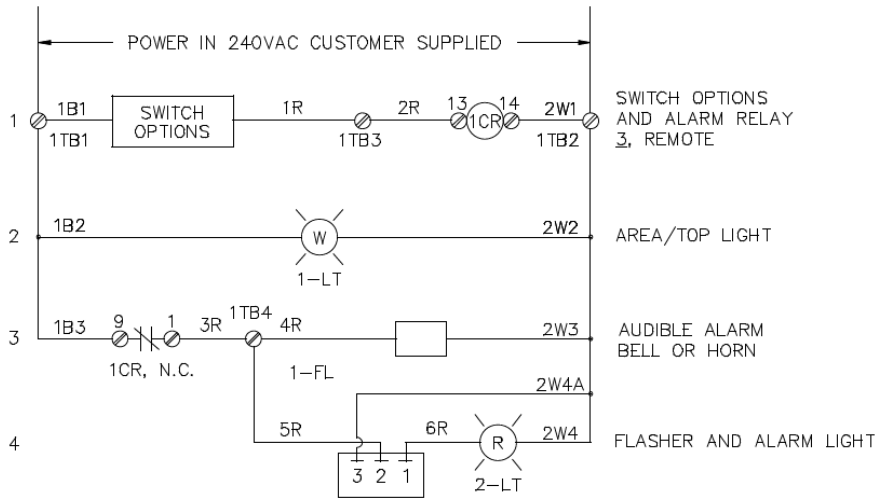 POWER IN 240VAC CUSTOMER SUPPLIED
1
1B1
1TB1
SWITCH
OPTIONS
1R
1TB3
2R
13
1CR
14
2W1
1TB2
SWITCH OPTIONS
AND ALARM RELAY
3, REMOTE
2
1B2
W
1-LT
2W2
AREA/TOP LIGHT
3
1B3
9
1
1CR, N.C.
3R
1TB4
4R
1-FL
2W3
AUDIBLE ALARM
BELL OR HORN
2W4A
4
5R
3 2 1
6R
R
2-LT
2W4
FLASHER AND ALARM LIGHT